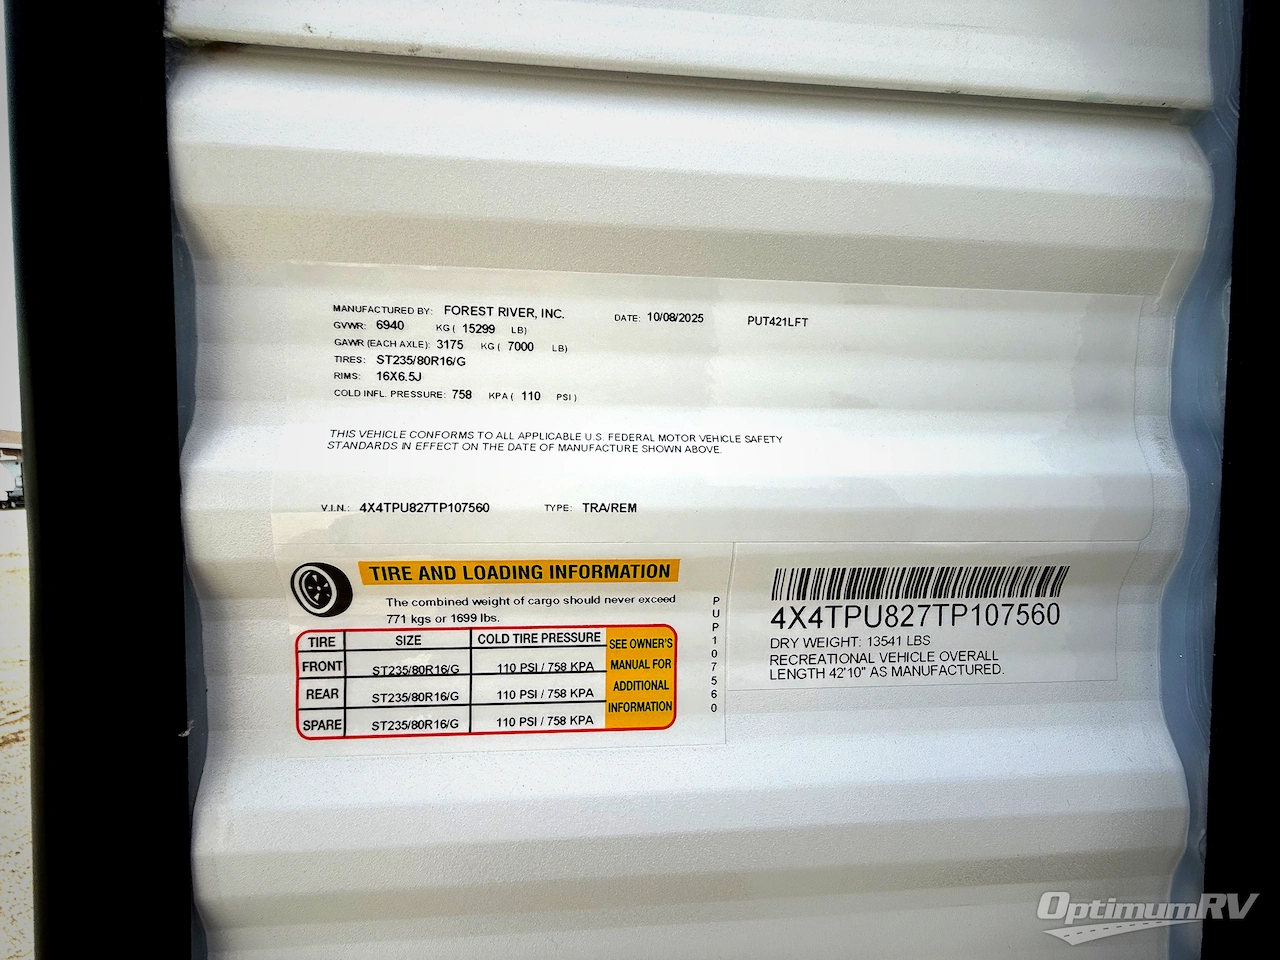 MANUFACTURED BY: FOREST RIVER, INC. DATE: 10/08/2025 PUT421LFT
GVWR: 6940 KG ( 15299 LB)
GAWR (EACH AXLE): 3175 KG ( 7000 LB)
TIRES: ST235/80R16/G
RIMS: 16X6.5J
COLD INFL. PRESSURE: 758 KPA ( 110 PSI )
THIS VEHICLE CONFORMS TO ALL APPLICABLE U.S. FEDERAL MOTOR VEHICLE SAFETY
STANDARDS IN EFFECT ON THE DATE OF MANUFACTURE SHOWN ABOVE.
V.I.N.: 4X4TPU827TP107560 TYPE: TRA/REM
TIRE AND LOADING INFORMATION
The combined weight of cargo should never exceed
771 kgs or 1699 lbs.
TIRE SIZE COLD TIRE PRESSURE
FRONT ST235/80R16/G 110 PSI / 758 KPA
REAR ST235/80R16/G 110 PSI / 758 KPA
SPARE ST235/80R16/G 110 PSI / 758 KPA
SEE OWNER'S
MANUAL FOR
ADDITIONAL
INFORMATION
PUP107560
4X4TPU827TP107560
DRY WEIGHT: 13541 LBS
RECREATIONAL VEHICLE OVERALL
LENGTH 42'10" AS MANUFACTURED.
OptimumRV